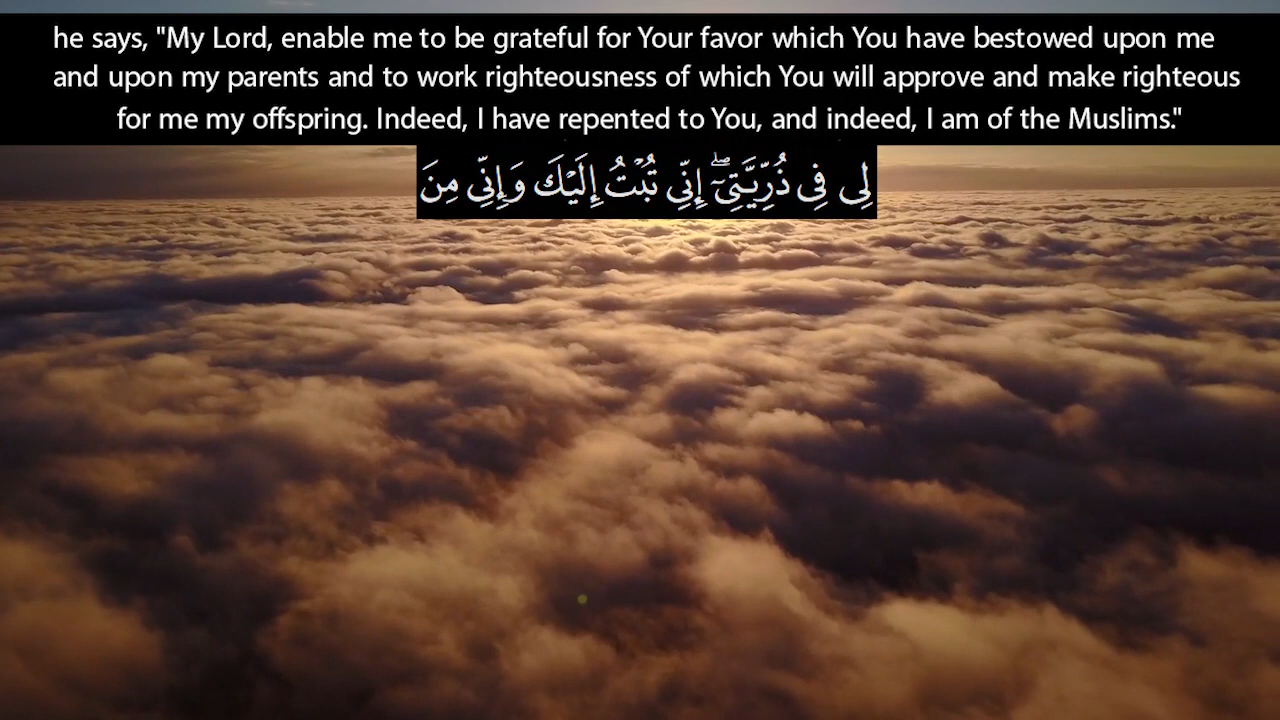 he says, "My Lord, enable me to be grateful for Your favor which You have bestowed upon me
and upon my parents and to work righteousness of which You will approve and make righteous
for me my offspring. Indeed, I have repented to You, and indeed, I am of the Muslims."
لِى فِى ذُرِّيَّتِىٓ ۖ إِنِّى تُبْتُ إِلَيْكَ وَإِنِّى مِنَ